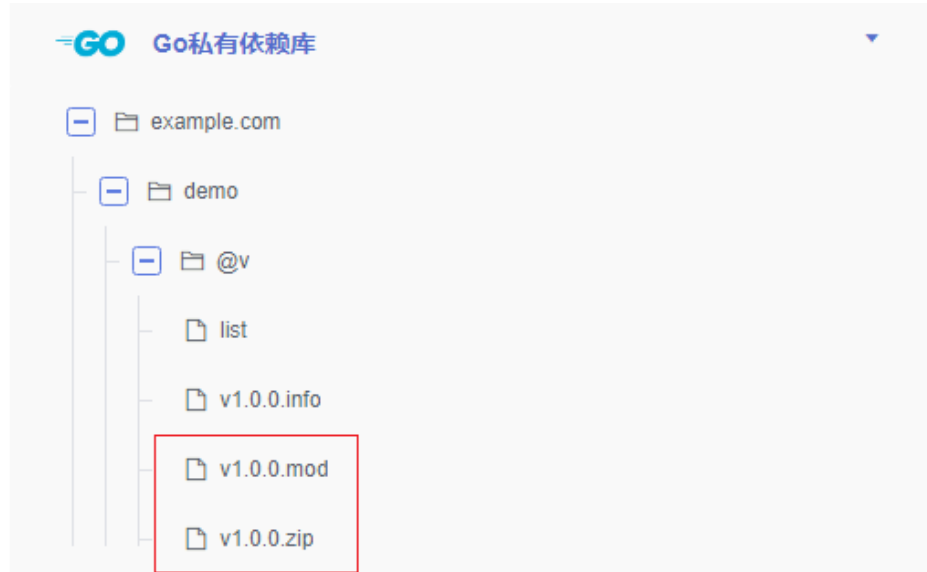 GO Go私有依赖库
example.com
demo
@v
list
v1.0.0.info
v1.0.0.mod
v1.0.0.zip